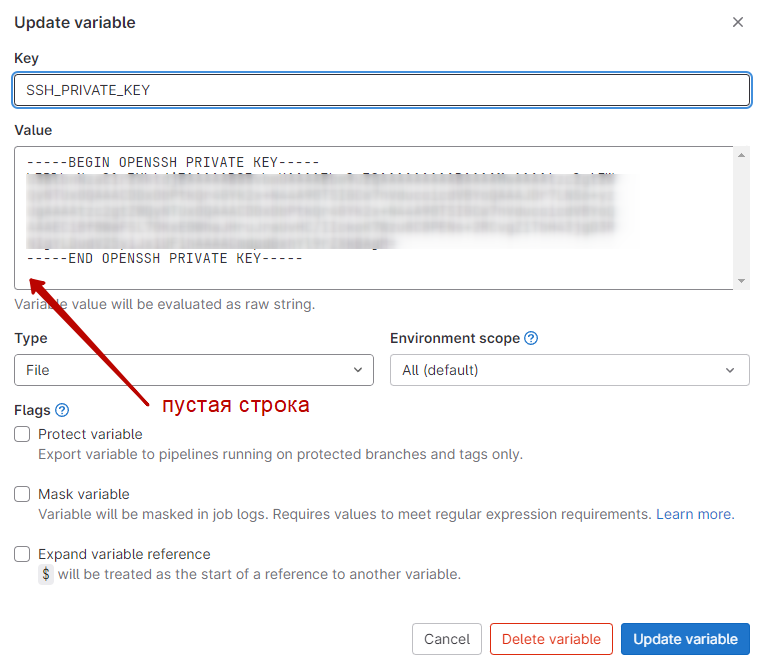 Update variable
Key
SSH_PRIVATE_KEY
Value
-----BEGIN OPENSSH PRIVATE KEY-----
-----END OPENSSH PRIVATE KEY-----
Variable value will be evaluated as raw string.
Type
Environment scope
File
All (default)
пустая строка
Flags
Protect variable
Export variable to pipelines running on protected branches and tags only.
Mask variable
Variable will be masked in job logs. Requires values to meet regular expression requirements. Learn more.
Expand variable reference
$ will be treated as the start of a reference to another variable.
Cancel
Delete variable
Update variable